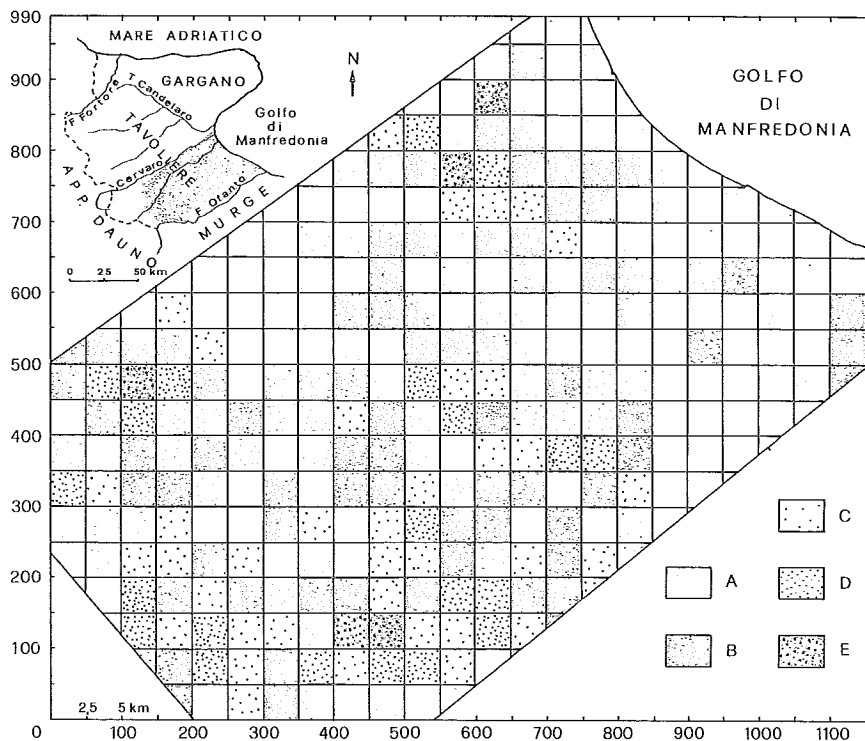 990
900
800
700
600
500
400
300
200
100
0
MARE ADRIATICO
GARGANO
T. Candelaro
F. Fortore
TAVOLIERE
Golfo
di
Manfredonia
Cervaro
F. Ofanto
APP. DAUNO
MURGE
0 25 50 km
N
GOLFO
DI
MANFREDONIA
C
A
D
B
E
2,5 5 km
100 200 300 400 500 600 700 800 900 1000 1100